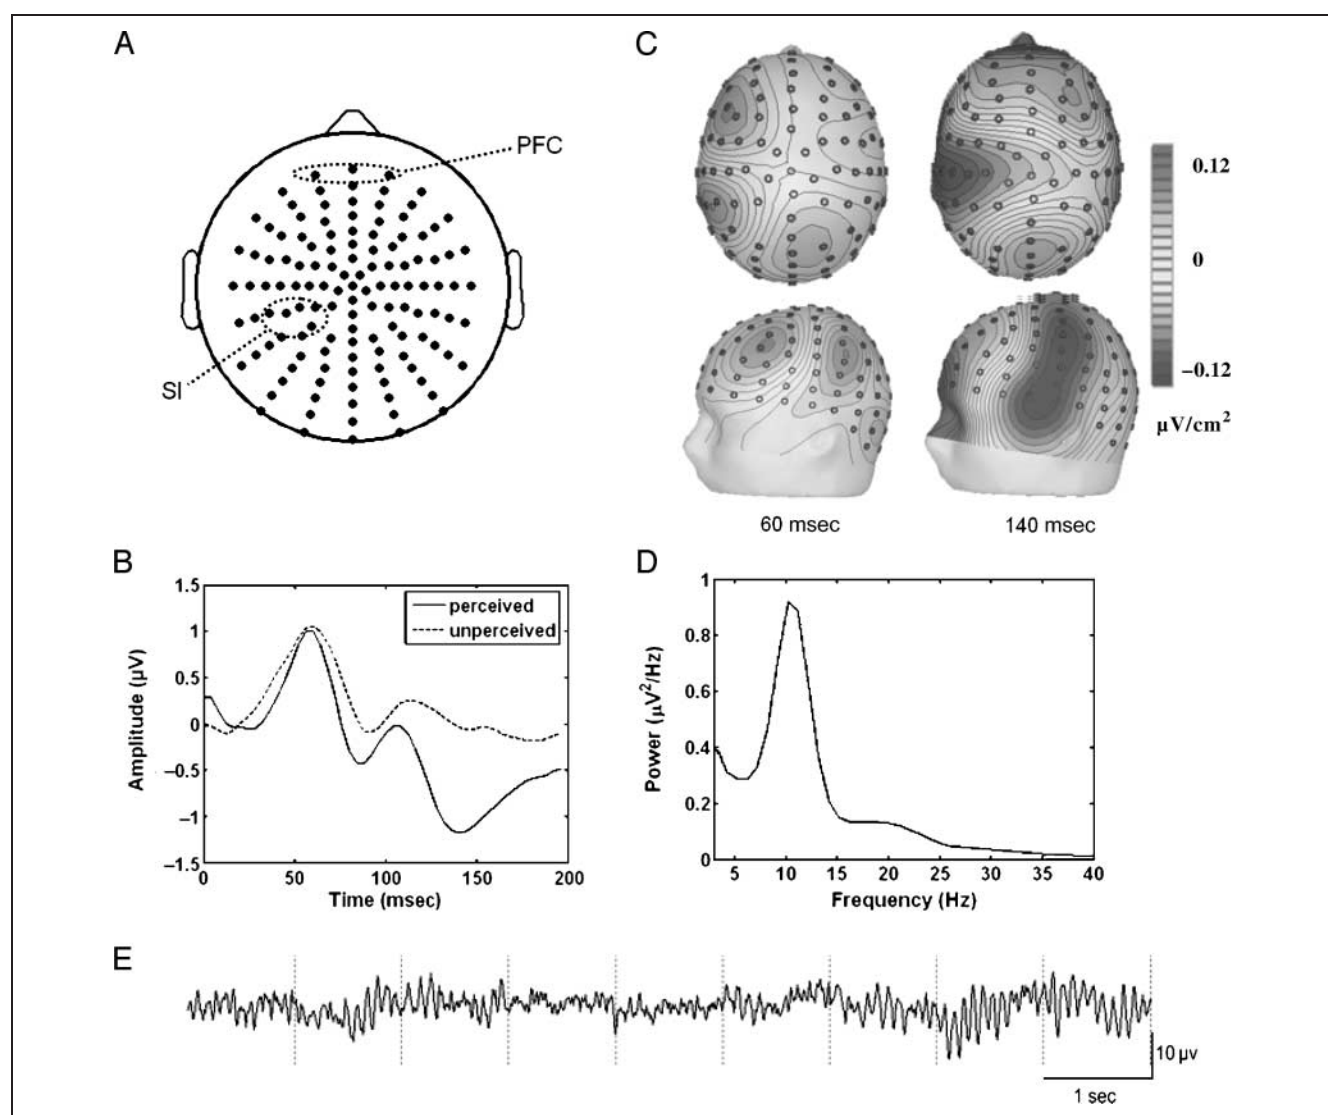 A
PFC
SI
C
0.12
0
–0.12
µV/cm²
60 msec
140 msec
B
1.5
1
0.5
0
–0.5
–1
–1.5
Amplitude (µV)
perceived
unperceived
0
50
100
150
200
Time (msec)
D
1
0.8
0.6
0.4
0.2
0
Power (µV²/Hz)
5
10
15
20
25
30
35
40
Frequency (Hz)
E
10 µv
1 sec